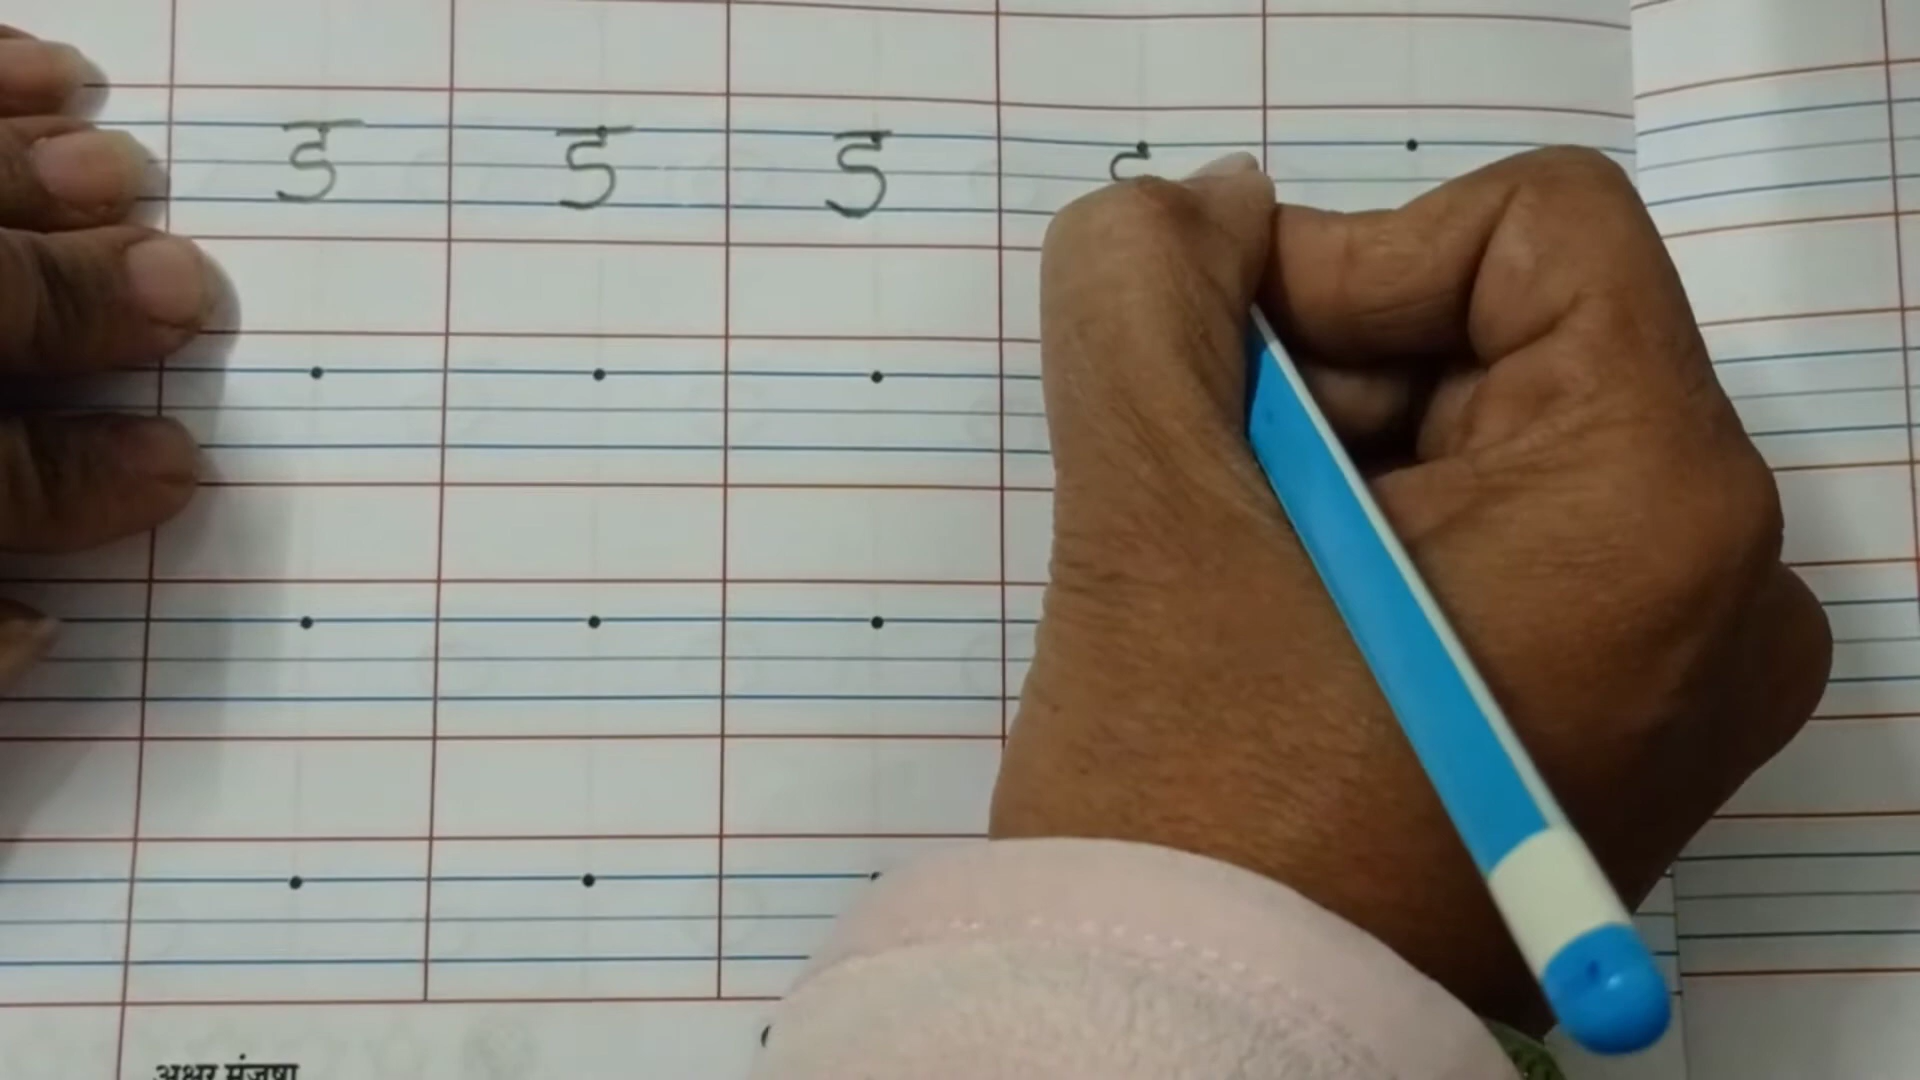 ड ड ड
अक्षर मंजूषा